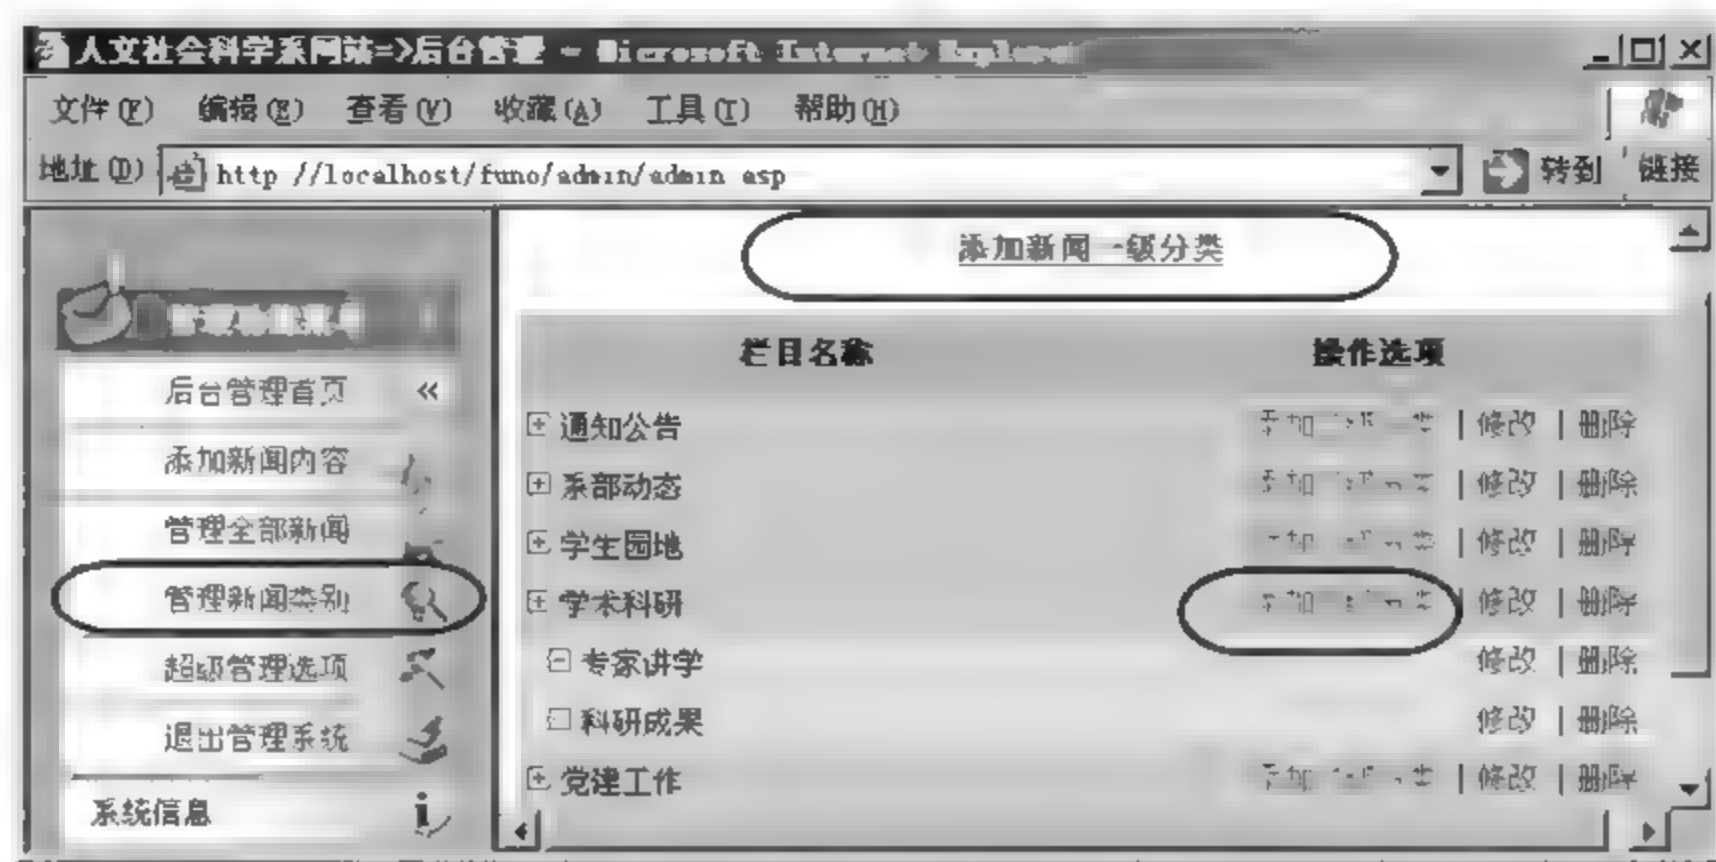 人文社会科学系网站=>后台管理 - Microsoft Internet Explorer
文件(F) 编辑(E) 查看(V) 收藏(A) 工具(T) 帮助(H)
地址(D) http //localhost/funo/admin/admin asp 转到 链接
添加新闻一级分类
栏目名称 操作选项
后台管理首页 «
添加新闻内容
管理全部新闻
管理新闻类别
超级管理选项
退出管理系统
系统信息
通知公告 | 修改 | 删除
系部动态 | 修改 | 删除
学生园地 | 修改 | 删除
学术科研 | 修改 | 删除
专家讲学 修改 | 删除
科研成果 修改 | 删除
党建工作 | 修改 | 删除